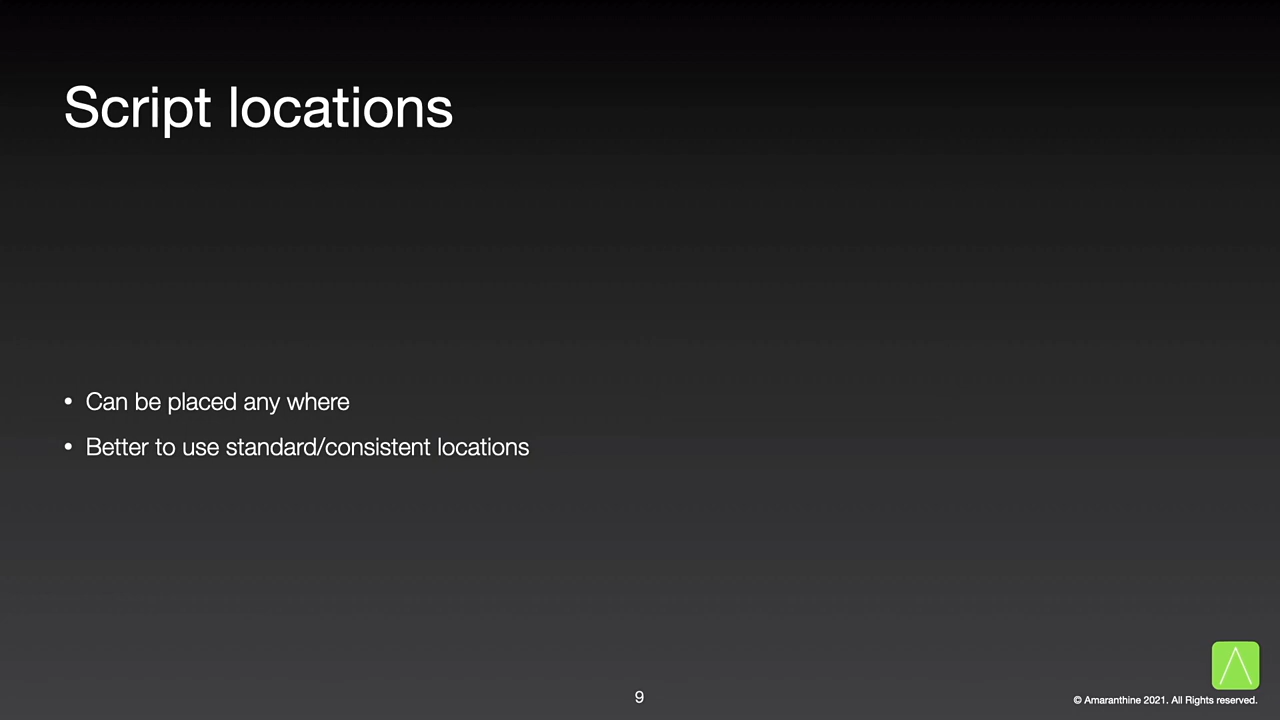 Script locations
• Can be placed any where
• Better to use standard/consistent locations
9
© Amaranthine 2021. All Rights reserved.